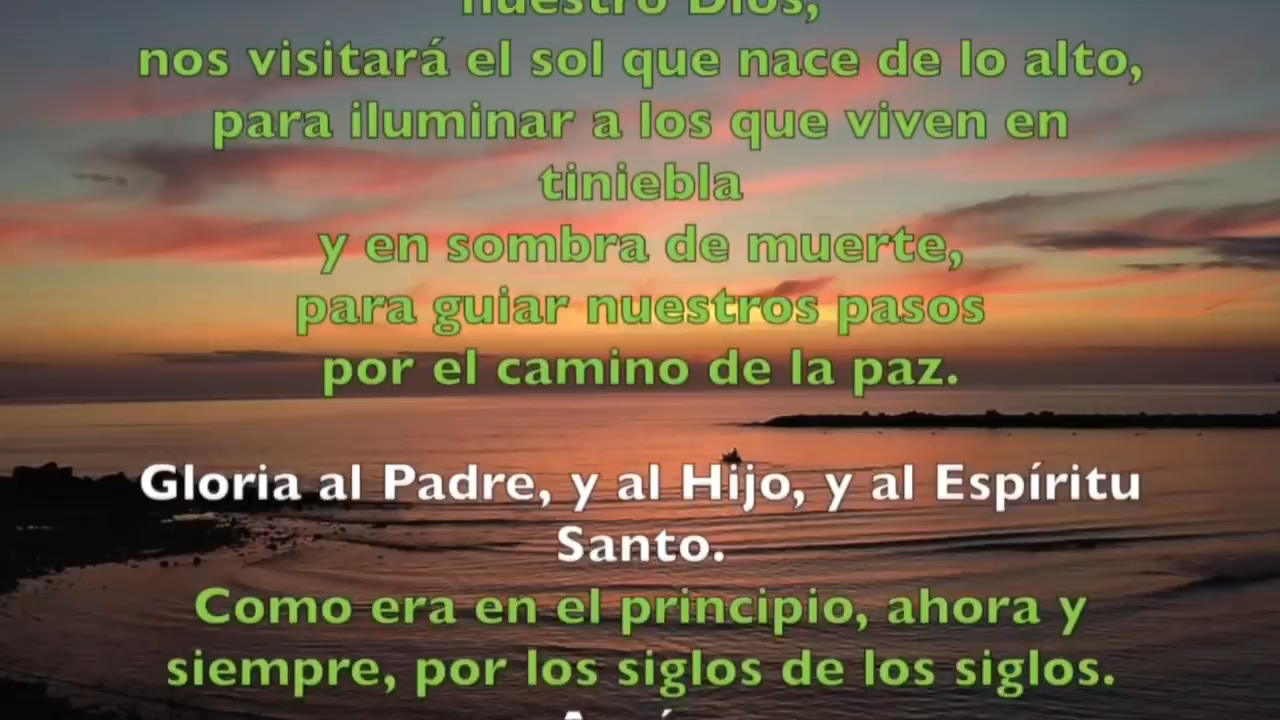 nuestro Dios,
nos visitará el sol que nace de lo alto,
para iluminar a los que viven en
tiniebla
y en sombra de muerte,
para guiar nuestros pasos
por el camino de la paz.
Gloria al Padre, y al Hijo, y al Espíritu
Santo.
Como era en el principio, ahora y
siempre, por los siglos de los siglos.